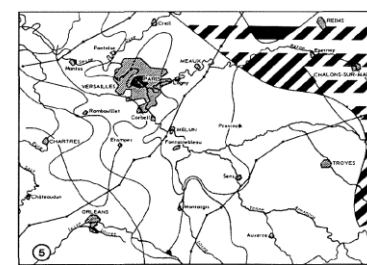 Creil
REIMS
Pontoise
Mantes
MEAUX
Epernay
PARIS
CHALONS-SUR-MA
VERSAILLES
Lagny
Rambouillet
Corbeil
MELUN
Provins
CHARTRES
Etampes
Fontainebleau
TROYES
Sens
Châteaudun
Montargis
ORLEANS
Auxerre
5